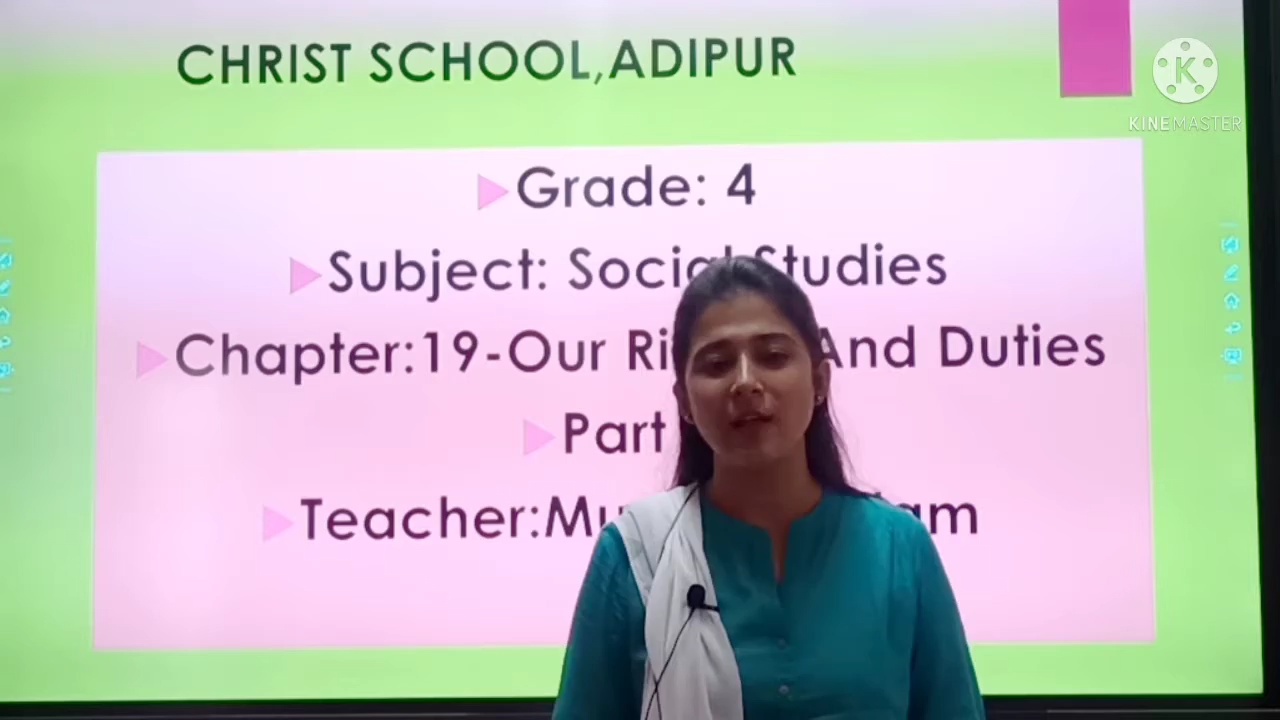 CHRIST SCHOOL,ADIPUR
KINEMASTER
Grade: 4
Subject: Social Studies
Chapter:19-Our And Duties
Part
Teacher: